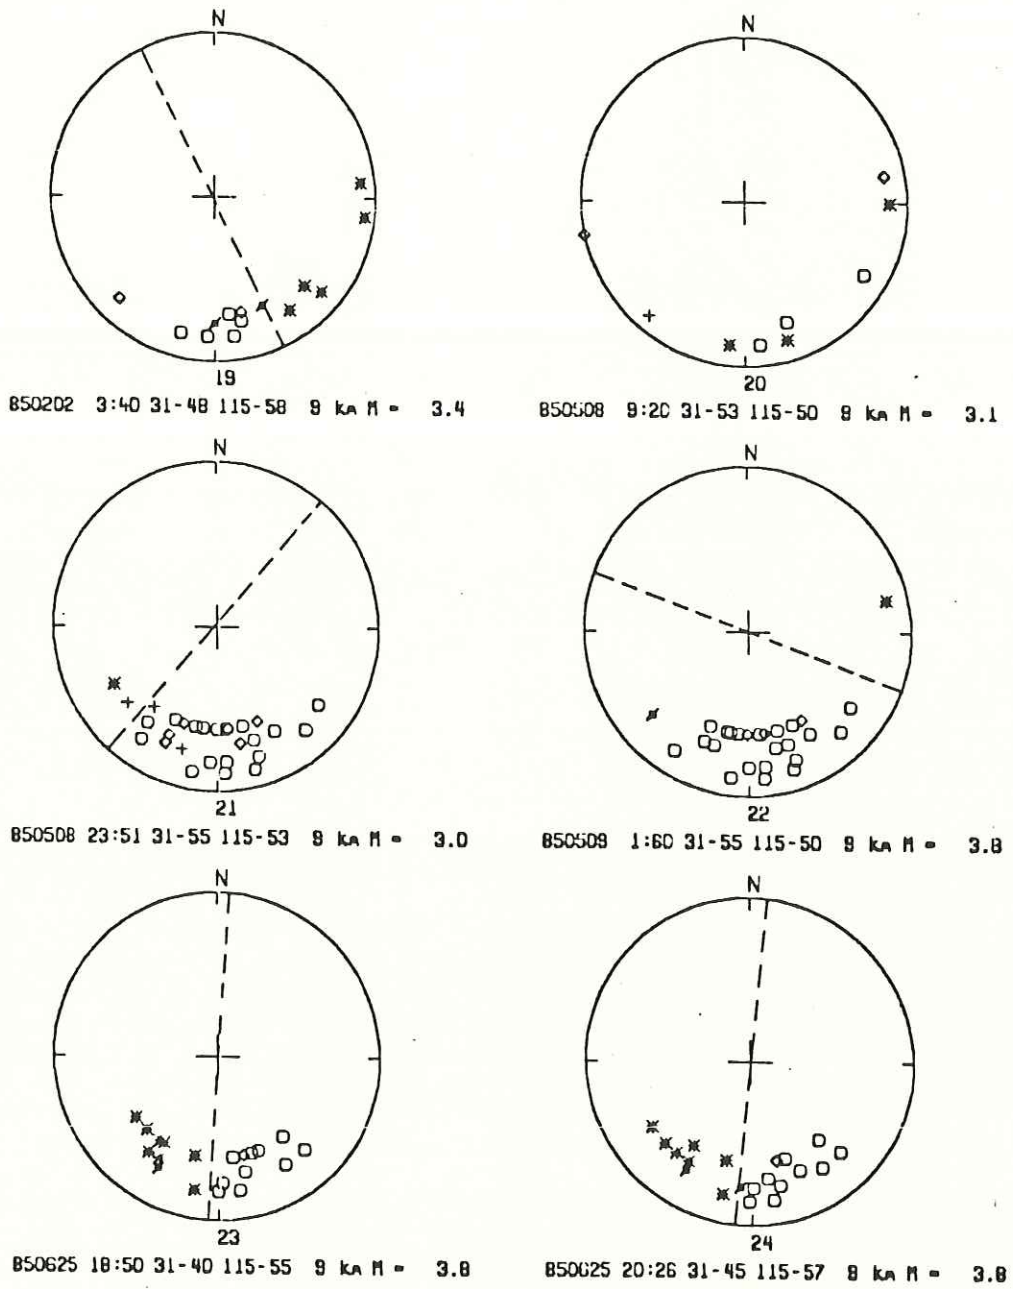 N
N
19
20
850202 3:40 31-48 115-58 9 km M = 3.4
850508 9:20 31-53 115-50 9 km M = 3.1
N
N
21
22
850508 23:51 31-55 115-53 9 km M = 3.0
850509 1:60 31-55 115-50 9 km M = 3.8
N
N
23
24
850625 18:50 31-40 115-55 9 km M = 3.8
850625 20:26 31-45 115-57 9 km M = 3.8